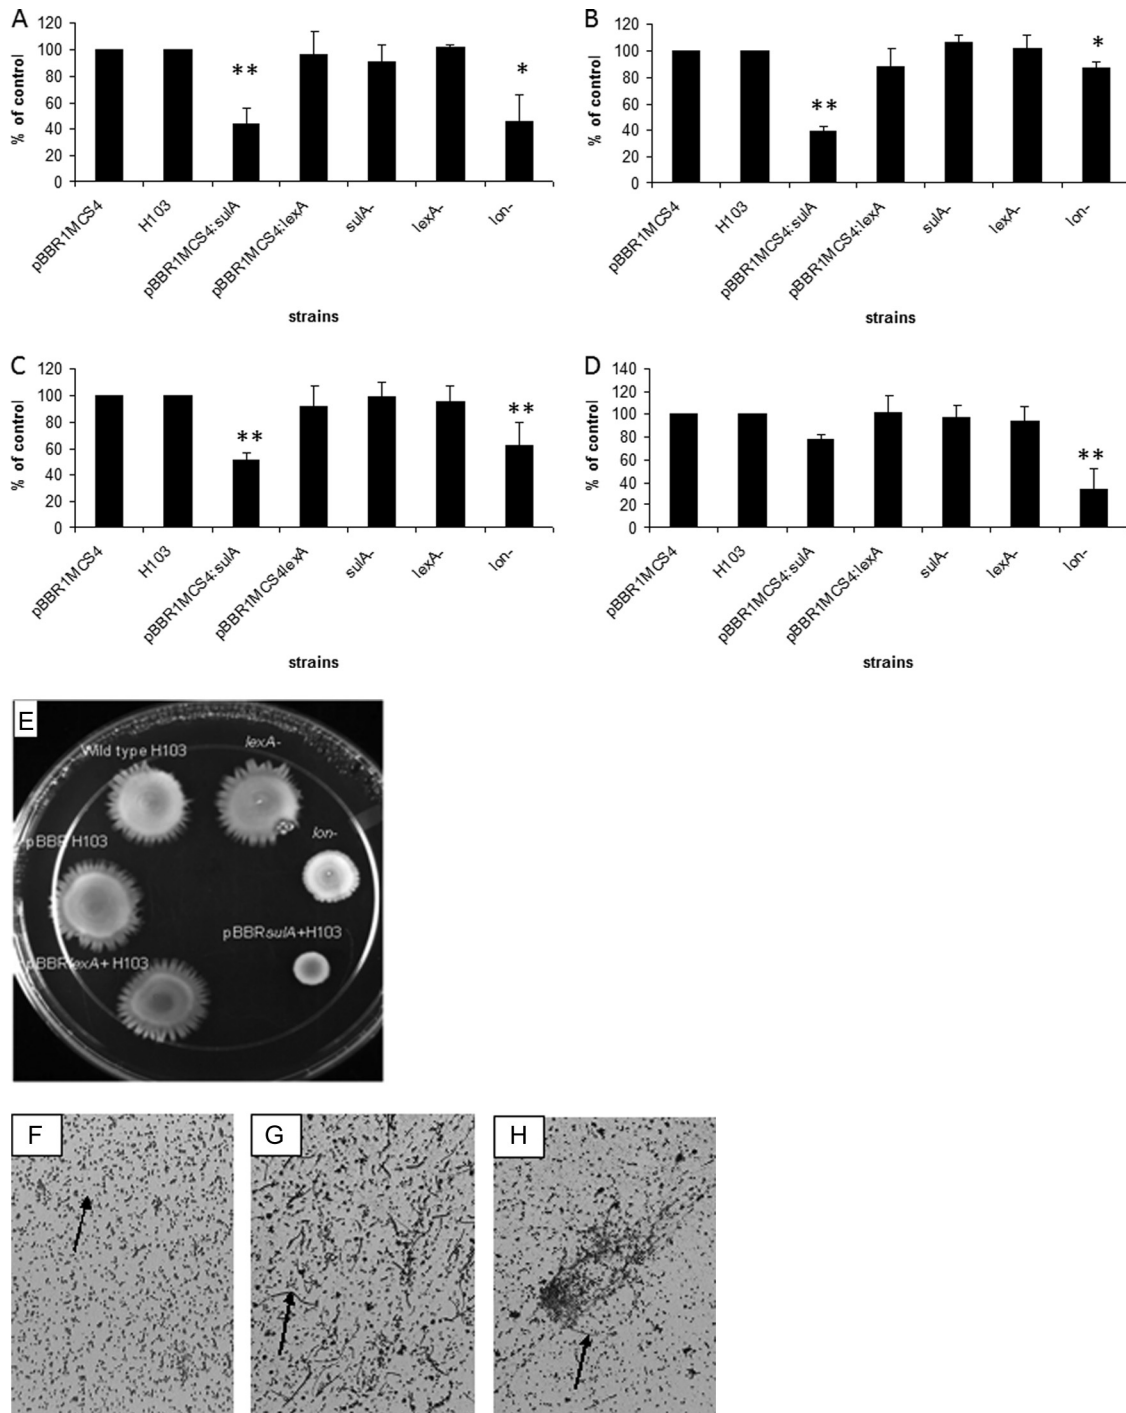 A
120
100
80
60
40
20
0
% of control
**
*
pBBR1MCS4
H103
pBBR1MCS4:sulA
pBBR1MCS4:lexA
sulA-
lexA-
lon-
strains
B
120
100
80
60
40
20
0
% of control
**
*
pBBR1MCS4
H103
pBBR1MCS4:sulA
pBBR1MCS4:lexA
sulA-
lexA-
lon-
strains
C
120
100
80
60
40
20
0
% of control
**
**
pBBR1MCS4
H103
pBBR1MCS4:sulA
pBBR1MCS4lexA
sulA-
lexA-
lon-
strains
D
140
120
100
80
60
40
20
0
% of control
**
pBBR1MCS4
H103
pBBR1MCS4:sulA
pBBR1MCS4:lexA
sulA-
lexA-
lon-
strains
E
Wild type H103
lexA-
pBBR H103
lon-
pBBRsulA+H103
pBBRlexA+ H103
F
G
H